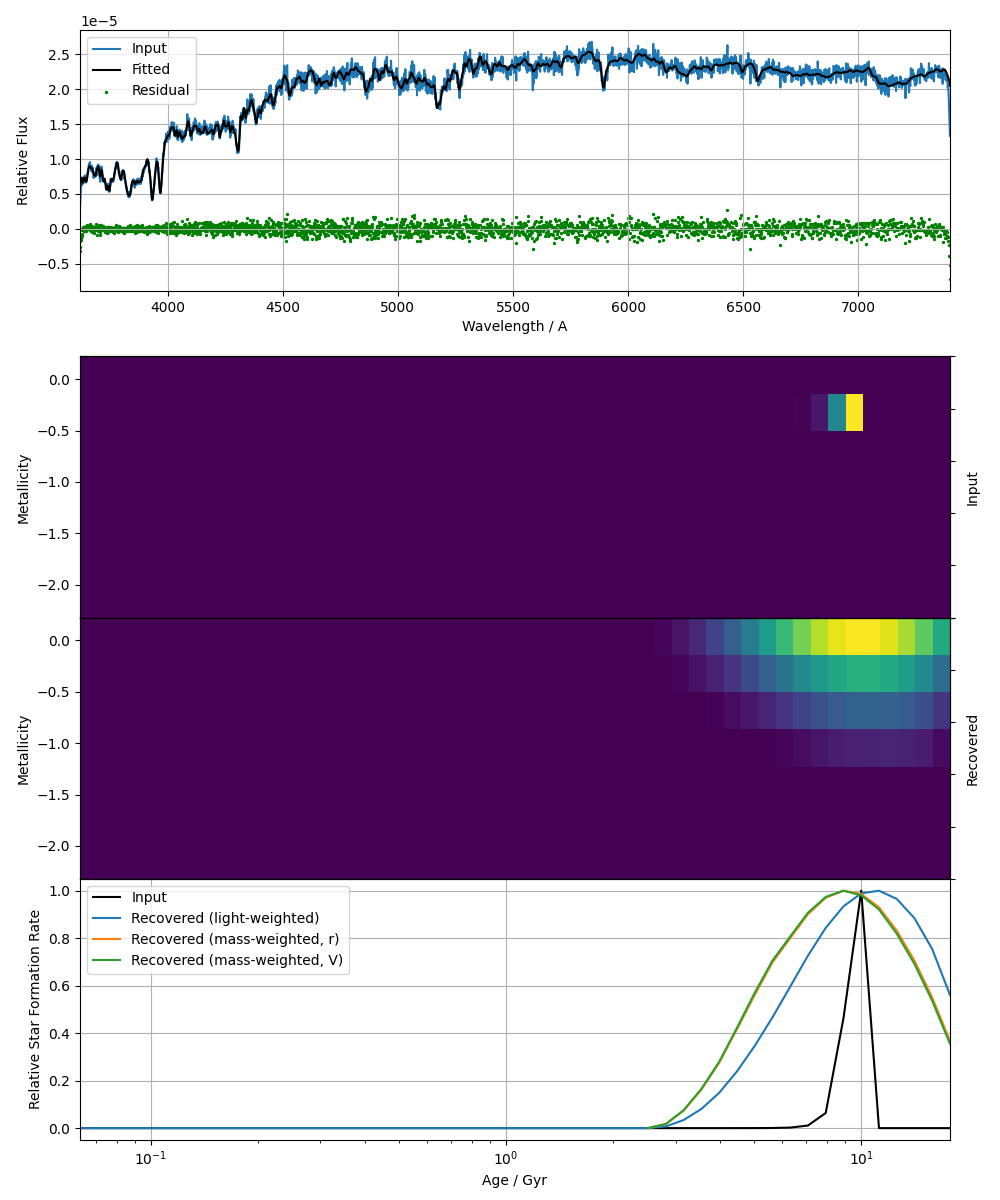 1e−5
Input
Fitted
Residual
2.5
2.0
1.5
1.0
0.5
0.0
−0.5
Relative Flux
4000 4500 5000 5500 6000 6500 7000
Wavelength / A
0.0
−0.5
−1.0
−1.5
−2.0
Metallicity
Input
0.0
−0.5
−1.0
−1.5
−2.0
Metallicity
Recovered
Input
Recovered (light-weighted)
Recovered (mass-weighted, r)
Recovered (mass-weighted, V)
1.0
0.8
0.6
0.4
0.2
0.0
Relative Star Formation Rate
10⁻¹ 10⁰ 10¹
Age / Gyr